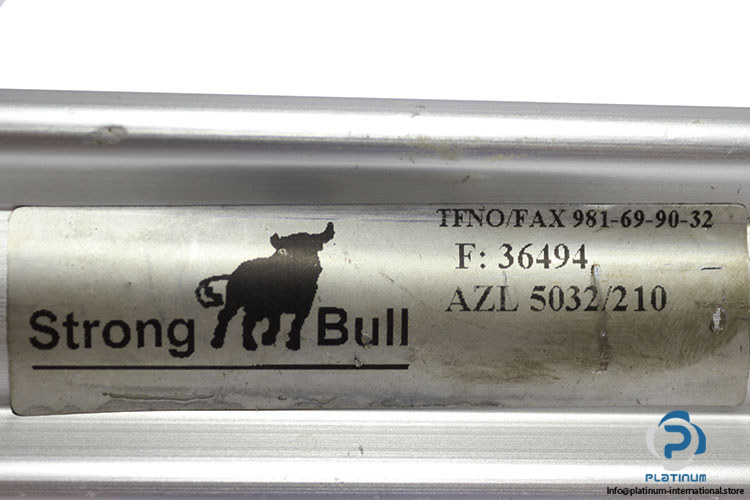 TFNO/FAX 981-69-90-32
F: 36494
AZL 5032/210
Strong Bull
PLATINUM
Info@platinum-international.store